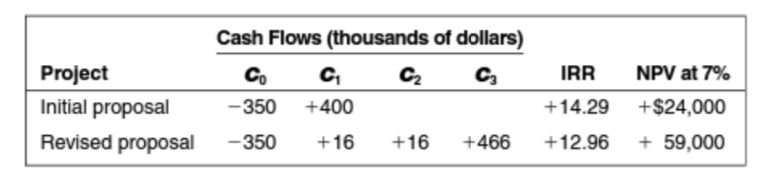 Cash Flows (thousands of dollars)
Project C₀ C₁ C₂ C₃ IRR NPV at 7%
Initial proposal −350 +400 +14.29 +$24,000
Revised proposal −350 +16 +16 +466 +12.96 + 59,000